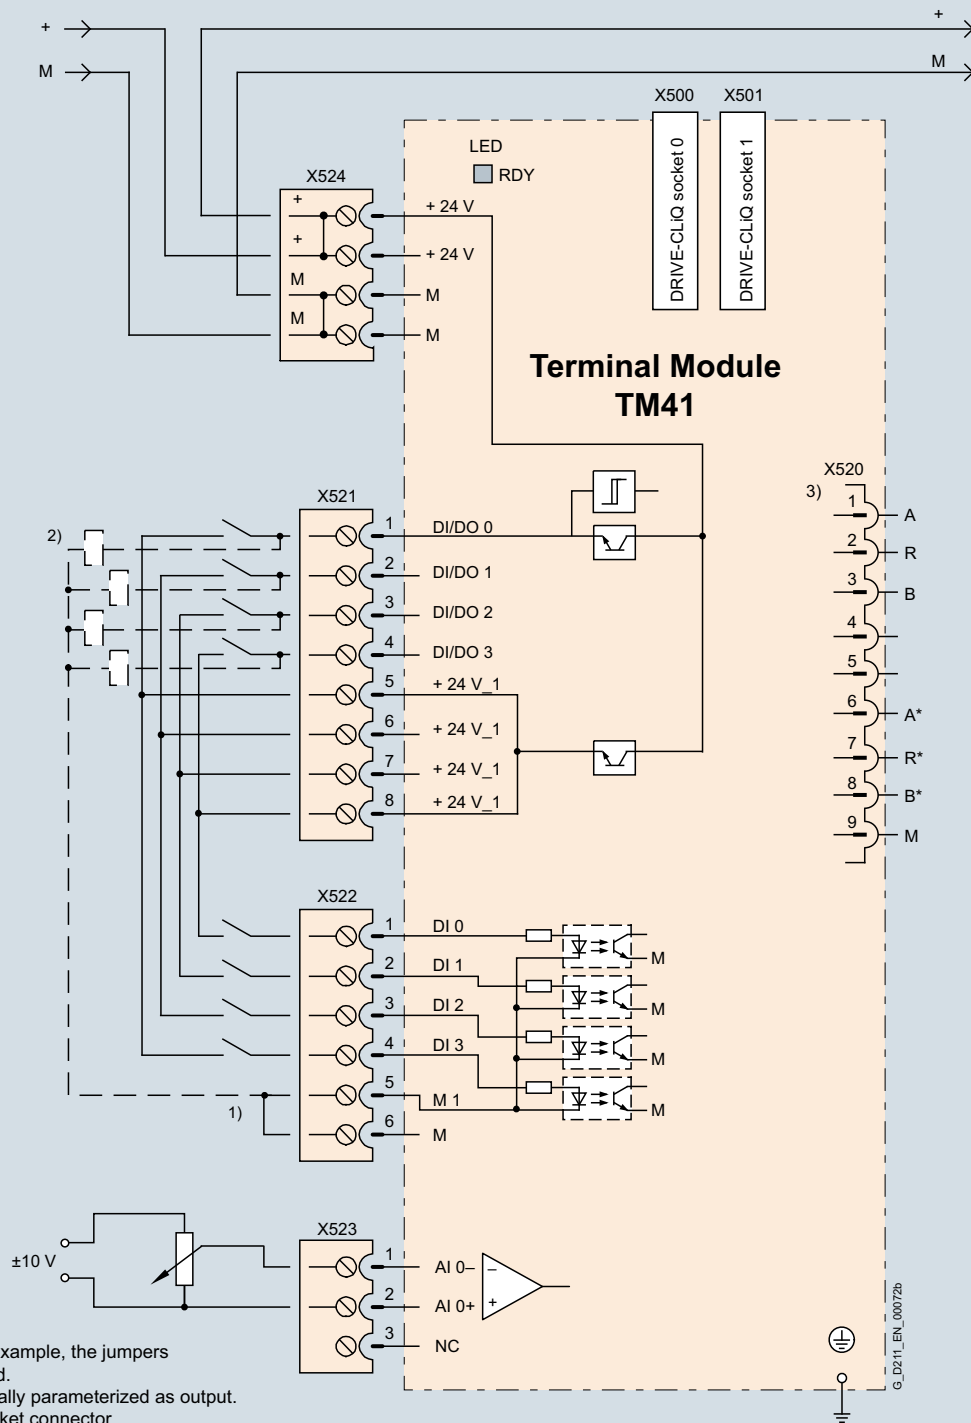 +
+
M
M
X500
X501
DRIVE-CLiQ socket 0
DRIVE-CLiQ socket 1
LED
RDY
X524
+
+ 24 V
+
+ 24 V
M
M
M
M
Terminal Module
TM41
X520
3)
1
A
2
R
3
B
4
5
6
A*
7
R*
8
B*
9
M
X521
2)
1
DI/DO 0
2
DI/DO 1
3
DI/DO 2
4
DI/DO 3
5
+ 24 V_1
6
+ 24 V_1
7
+ 24 V_1
8
+ 24 V_1
X522
1
DI 0
M
2
DI 1
M
3
DI 2
M
4
DI 3
M
5
M 1
1)
6
M
X523
±10 V
1
AI 0–
–
2
AI 0+
+
3
NC
G_D211_EN_00072b
example, the jumpers
ally parameterized as output.
connector